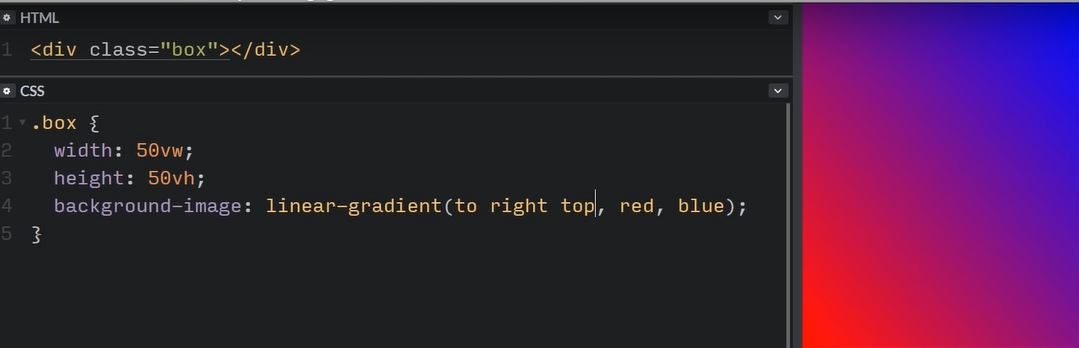 HTML
1 <div class="box"></div>
CSS
1 .box {
2 width: 50vw;
3 height: 50vh;
4 background-image: linear-gradient(to right top, red, blue);
5 }